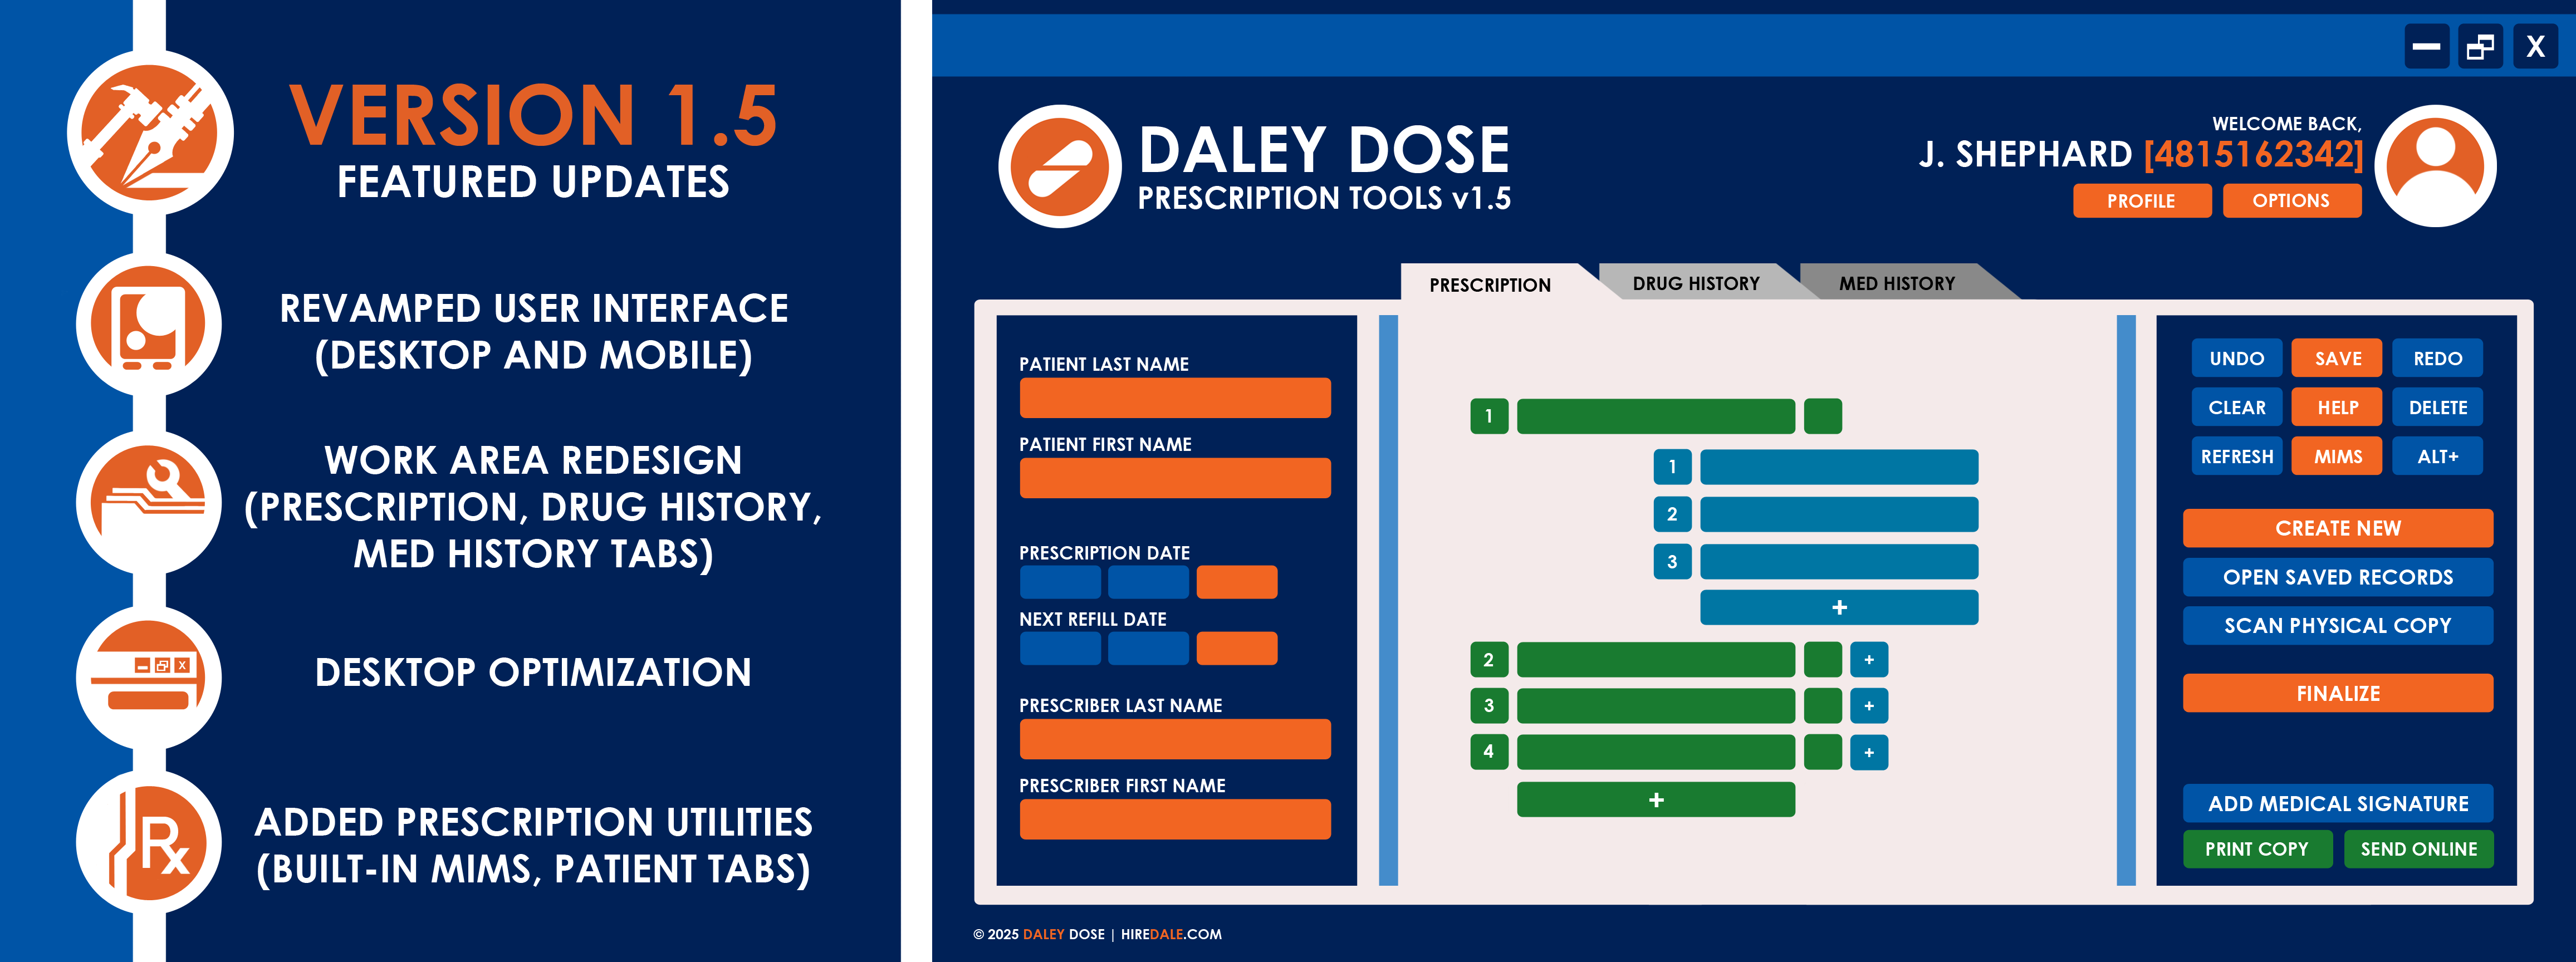 VERSION 1.5
FEATURED UPDATES
REVAMPED USER INTERFACE
(DESKTOP AND MOBILE)
WORK AREA REDESIGN
(PRESCRIPTION, DRUG HISTORY,
MED HISTORY TABS)
X
DESKTOP OPTIMIZATION
Rx
ADDED PRESCRIPTION UTILITIES
(BUILT-IN MIMS, PATIENT TABS)
X
DALEY DOSE
PRESCRIPTION TOOLS v1.5
WELCOME BACK,
J. SHEPHARD [4815162342]
PROFILE
OPTIONS
PRESCRIPTION
DRUG HISTORY
MED HISTORY
PATIENT LAST NAME
PATIENT FIRST NAME
PRESCRIPTION DATE
NEXT REFILL DATE
PRESCRIBER LAST NAME
PRESCRIBER FIRST NAME
1
1
2
3
+
2 +
3 +
4 +
+
UNDO SAVE REDO
CLEAR HELP DELETE
REFRESH MIMS ALT+
CREATE NEW
OPEN SAVED RECORDS
SCAN PHYSICAL COPY
FINALIZE
ADD MEDICAL SIGNATURE
PRINT COPY SEND ONLINE
© 2025 DALEY DOSE | HIREDALE.COM